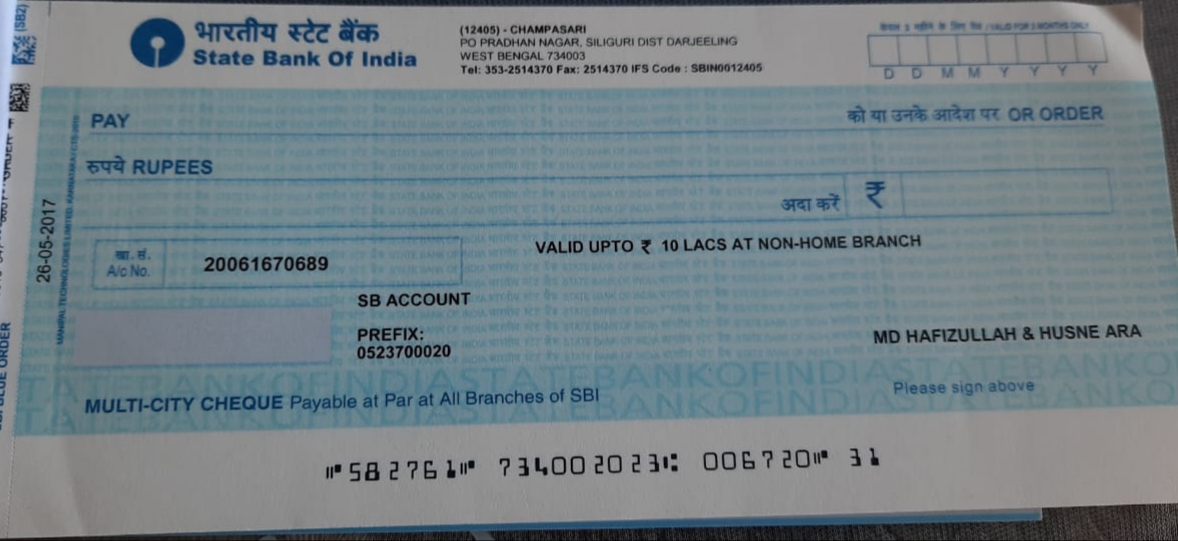 भारतीय स्टेट बैंक
State Bank Of India
(12405) - CHAMPASARI
PO PRADHAN NAGAR, SILIGURI DIST DARJEELING
WEST BENGAL 734003
Tel: 353-2514370 Fax: 2514370 IFS Code : SBIN0012405
केवल 3 महीने के लिए वैध / VALID FOR 3 MONTHS ONLY
D D M M Y Y Y Y
PAY
को या उनके आदेश पर OR ORDER
रुपये RUPEES
अदा करें ₹
26-05-2017
खा. सं.
A/c No.
20061670689
VALID UPTO ₹ 10 LACS AT NON-HOME BRANCH
SB ACCOUNT
PREFIX:
0523700020
MD HAFIZULLAH & HUSNE ARA
Please sign above
MULTI-CITY CHEQUE Payable at Par at All Branches of SBI
⑈582761⑈ 734002023⑆ 006720⑈ 31